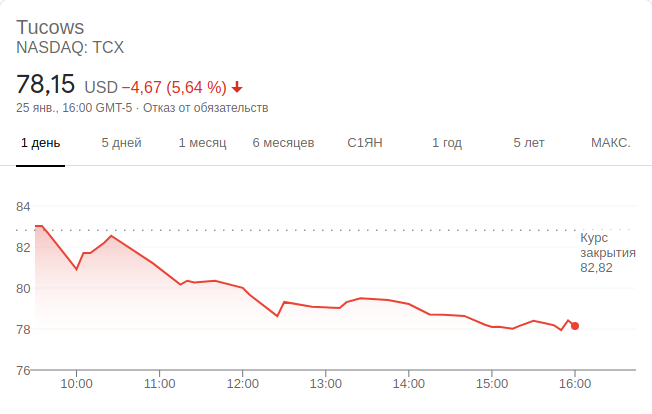 Tucows
NASDAQ: TCX
78,15 USD −4,67 (5,64 %)
25 янв., 16:00 GMT-5 · Отказ от обязательств
1 день 5 дней 1 месяц 6 месяцев С1ЯН 1 год 5 лет МАКС.
84
82
80
78
76
Курс
закрытия
82,82
10:00 11:00 12:00 13:00 14:00 15:00 16:00